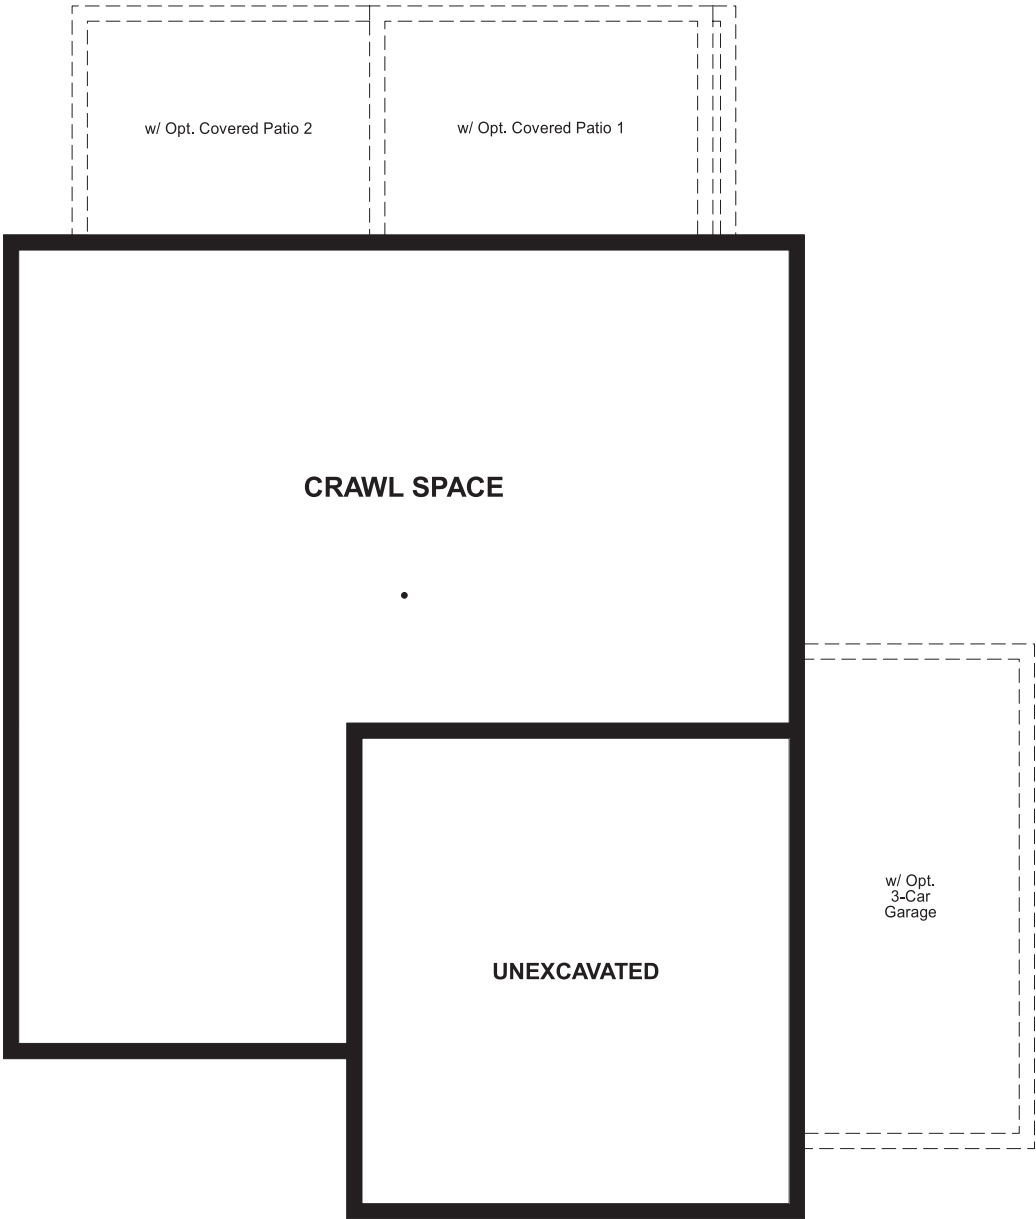 w/ Opt. Covered Patio 2
w/ Opt. Covered Patio 1
CRAWL SPACE
w/ Opt.
3-Car
Garage
UNEXCAVATED